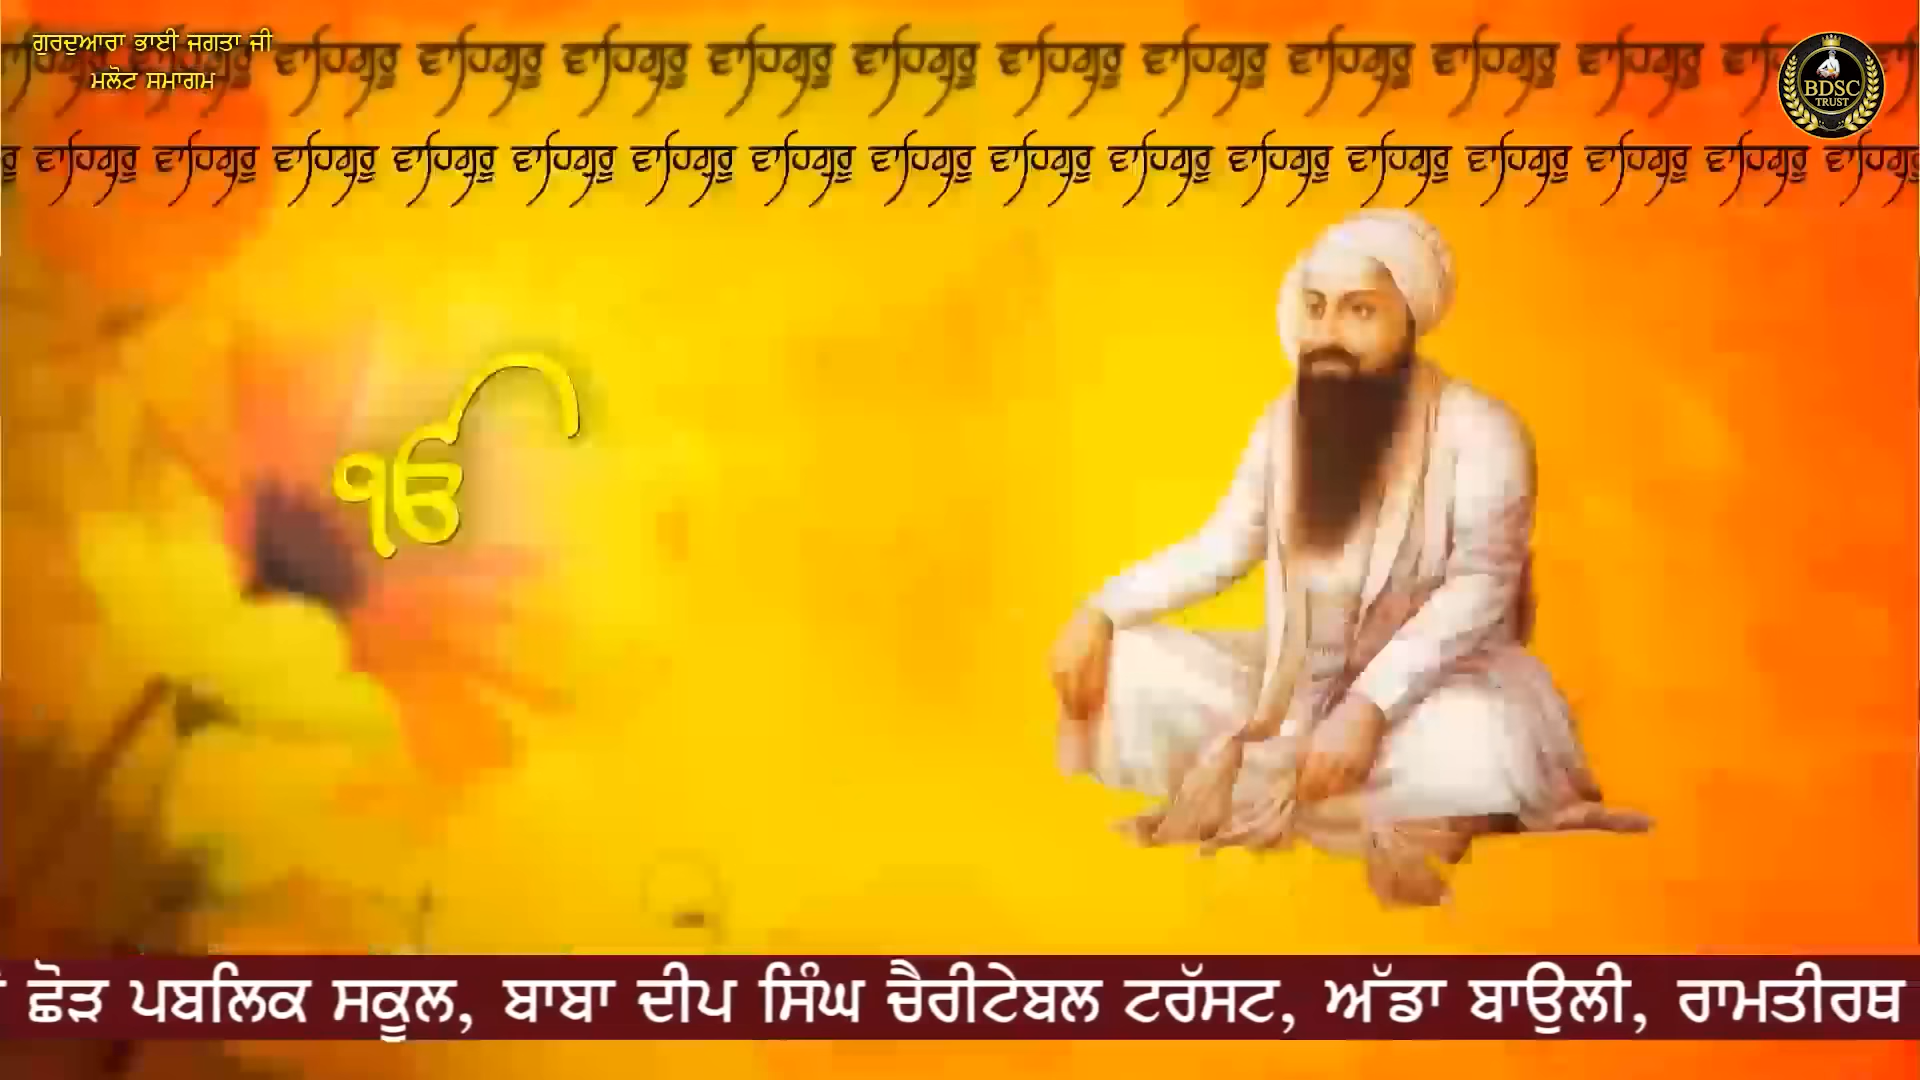 ਗੁਰਦੁਆਰਾ ਭਾਈ ਜਗਤਾ ਜੀ
ਮਲੋਟ ਸਮਾਗਮ
ਵਾਹਿਗੁਰੂ ਵਾਹਿਗੁਰੂ ਵਾਹਿਗੁਰੂ ਵਾਹਿਗੁਰੂ ਵਾਹਿਗੁਰੂ ਵਾਹਿਗੁਰੂ ਵਾਹਿਗੁਰੂ ਵਾਹਿਗੁਰੂ ਵਾਹਿਗੁਰੂ ਵਾਹਿਗੁਰੂ
BDSC
TRUST
ਵਾਹਿਗੁਰੂ ਵਾਹਿਗੁਰੂ ਵਾਹਿਗੁਰੂ ਵਾਹਿਗੁਰੂ ਵਾਹਿਗੁਰੂ ਵਾਹਿਗੁਰੂ ਵਾਹਿਗੁਰੂ ਵਾਹਿਗੁਰੂ ਵਾਹਿਗੁਰੂ ਵਾਹਿਗੁਰੂ ਵਾਹਿਗੁਰੂ ਵਾਹਿਗੁਰੂ ਵਾਹਿਗੁਰੂ ਵਾਹਿਗੁਰੂ ਵਾਹਿਗੁਰੂ ਵਾਹਿਗੁਰੂ
ੴ
ਛੋੜ ਪਬਲਿਕ ਸਕੂਲ, ਬਾਬਾ ਦੀਪ ਸਿੰਘ ਚੈਰੀਟੇਬਲ ਟਰੱਸਟ, ਅੱਡਾ ਬਾਉਲੀ, ਰਾਮਤੀਰਥ